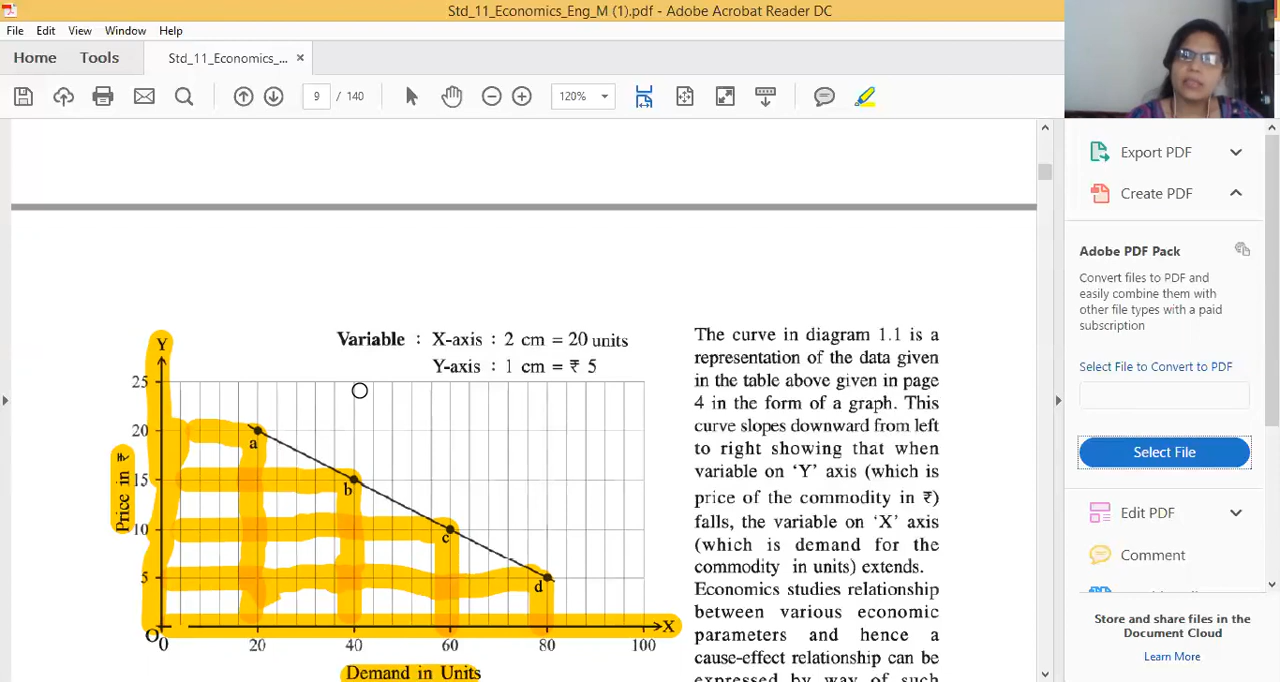 Std_11_Economics_Eng_M (1).pdf - Adobe Acrobat Reader DC
File Edit View Window Help
Home Tools Std_11_Economics_... ×
9 / 140 120%
Variable : X-axis : 2 cm = 20 units
Y-axis : 1 cm = ₹ 5
Y
25
20
15
10
5
O
0 20 40 60 80 100
X
a
b
c
d
Price in ₹
Demand in Units
The curve in diagram 1.1 is a
representation of the data given
in the table above given in page
4 in the form of a graph. This
curve slopes downward from left
to right showing that when
variable on ‘Y’ axis (which is
price of the commodity in ₹)
falls, the variable on ‘X’ axis
(which is demand for the
commodity in units) extends.
Economics studies relationship
between various economic
parameters and hence a
cause-effect relationship can be
expressed by way of such
Export PDF
Create PDF
Adobe PDF Pack
Convert files to PDF and
easily combine them with
other file types with a paid
subscription
Select File to Convert to PDF
Select File
Edit PDF
Comment
Store and share files in the
Document Cloud
Learn More